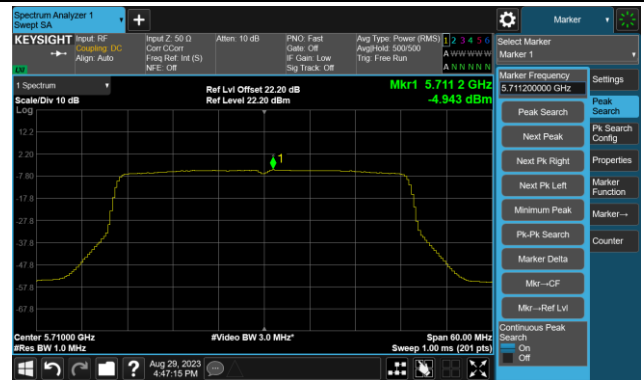 Spectrum Analyzer 1
Swept SA
Marker
KEYSIGHT
Input: RF
Coupling: DC
Align: Auto
Input Z: 50 Ω
Corr CCorr
Freq Ref: Int (S)
NFE: Off
Atten: 10 dB
PNO: Fast
Gate: Off
IF Gain: Low
Sig Track: Off
Avg Type: Power (RMS)
Avg|Hold: 500/500
Trig: Free Run
1 2 3 4 5 6
A W W W W W
A N N N N N
LW
Select Marker
Marker 1
1 Spectrum
Scale/Div 10 dB
Ref Lvl Offset 22.20 dB
Ref Level 22.20 dBm
Mkr1 5.711 2 GHz
-4.943 dBm
Log
12.2
2.20
-7.80
-17.8
-27.8
-37.8
-47.8
-57.8
-67.8
1
Center 5.71000 GHz
#Res BW 1.0 MHz
#Video BW 3.0 MHz*
Span 60.00 MHz
Sweep 1.00 ms (201 pts)
Marker Frequency
5.711200000 GHz
Peak Search
Next Peak
Next Pk Right
Next Pk Left
Minimum Peak
Pk-Pk Search
Marker Delta
Mkr→CF
Mkr→Ref Lvl
Continuous Peak
Search
On
Off
Settings
Peak
Search
Pk Search
Config
Properties
Marker
Function
Marker→
Counter
?
Aug 29, 2023
4:47:15 PM